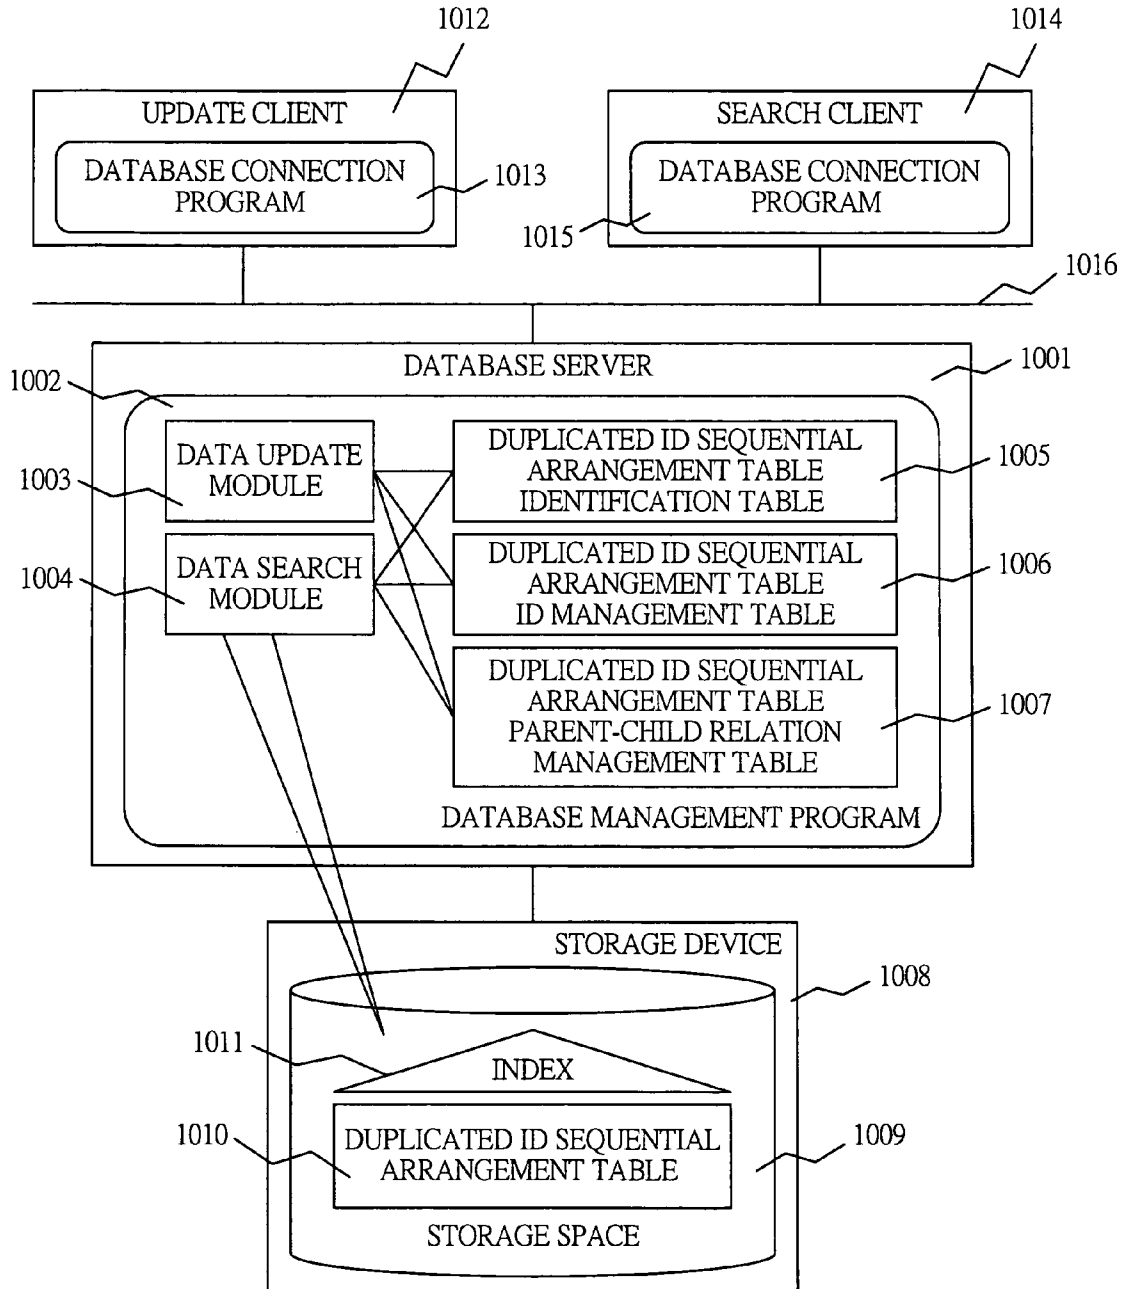 1012
1014
UPDATE CLIENT
SEARCH CLIENT
DATABASE CONNECTION
PROGRAM
1013
DATABASE CONNECTION
PROGRAM
1015
1016
DATABASE SERVER
1001
1002
DATA UPDATE
MODULE
1003
DUPLICATED ID SEQUENTIAL
ARRANGEMENT TABLE
IDENTIFICATION TABLE
1005
DATA SEARCH
MODULE
1004
DUPLICATED ID SEQUENTIAL
ARRANGEMENT TABLE
ID MANAGEMENT TABLE
1006
DUPLICATED ID SEQUENTIAL
ARRANGEMENT TABLE
PARENT-CHILD RELATION
MANAGEMENT TABLE
1007
DATABASE MANAGEMENT PROGRAM
STORAGE DEVICE
1008
1011
INDEX
1010
DUPLICATED ID SEQUENTIAL
ARRANGEMENT TABLE
1009
STORAGE SPACE